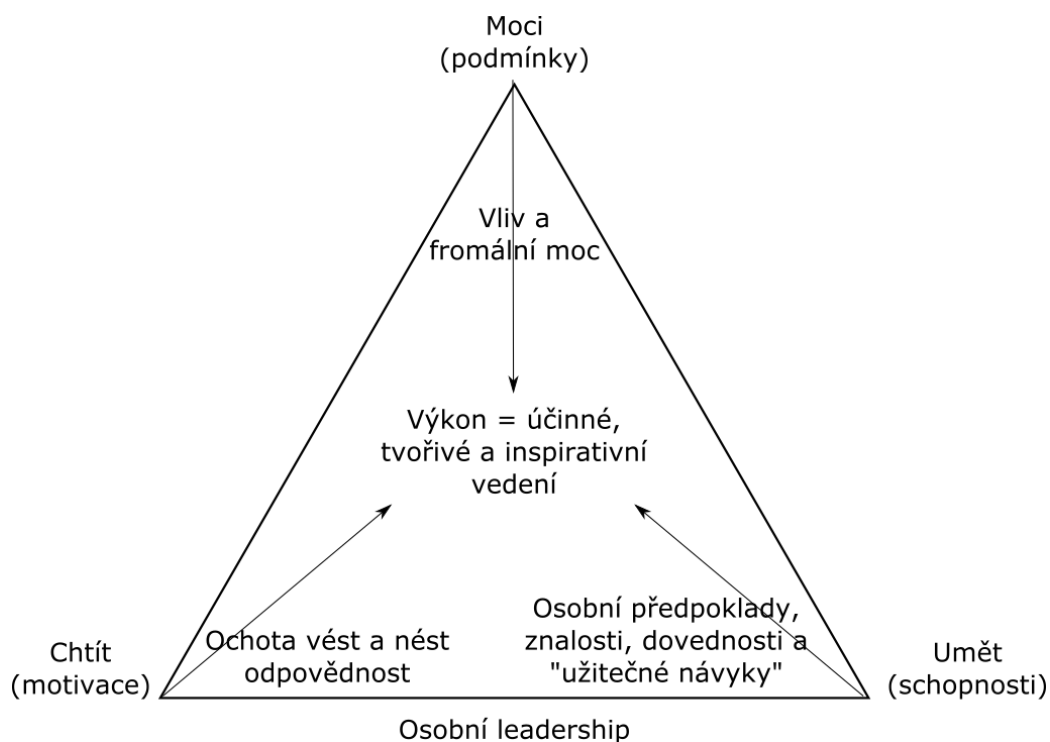 Moci
(podmínky)
Vliv a
fromální moc
Výkon = účinné,
tvořivé a inspirativní
vedení
Chtít
(motivace)
Ochota vést a nést
odpovědnost
Osobní předpoklady,
znalosti, dovednosti a
"užitečné návyky"
Umět
(schopnosti)
Osobní leadership